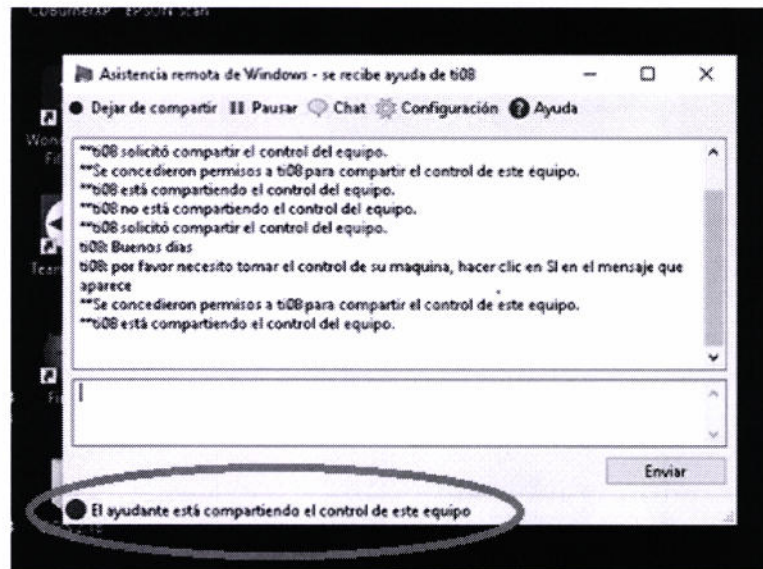 CDBurnerXP EPSON Scan
Asistencia remota de Windows - se recibe ayuda de ti08
Dejar de compartir Pausar Chat Configuración Ayuda
**ti08 solicitó compartir el control del equipo.
**Se concedieron permisos a ti08 para compartir el control de este equipo.
**ti08 está compartiendo el control del equipo.
**ti08 no está compartiendo el control del equipo.
**ti08 solicitó compartir el control del equipo.
ti08: Buenos dias
ti08: por favor necesito tomar el control de su maquina, hacer clic en SI en el mensaje que
aparece
**Se concedieron permisos a ti08 para compartir el control de este equipo.
**ti08 está compartiendo el control del equipo.
Enviar
El ayudante está compartiendo el control de este equipo